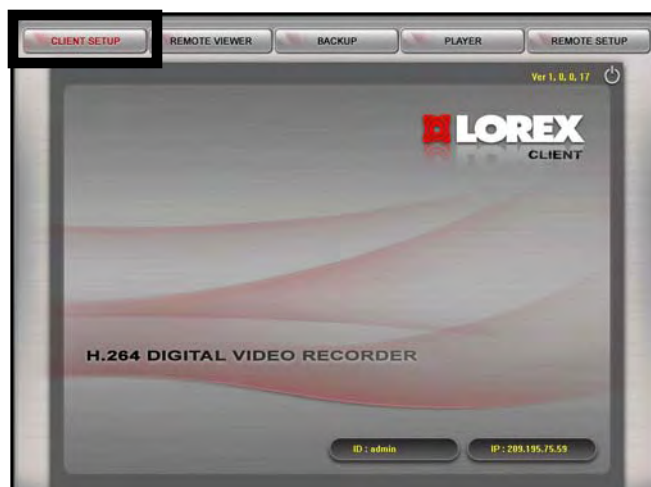 CLIENT SETUP REMOTE VIEWER BACKUP PLAYER REMOTE SETUP
Ver 1, 0, 0, 17
LOREX
CLIENT
H.264 DIGITAL VIDEO RECORDER
ID : admin IP : 209.195.75.59